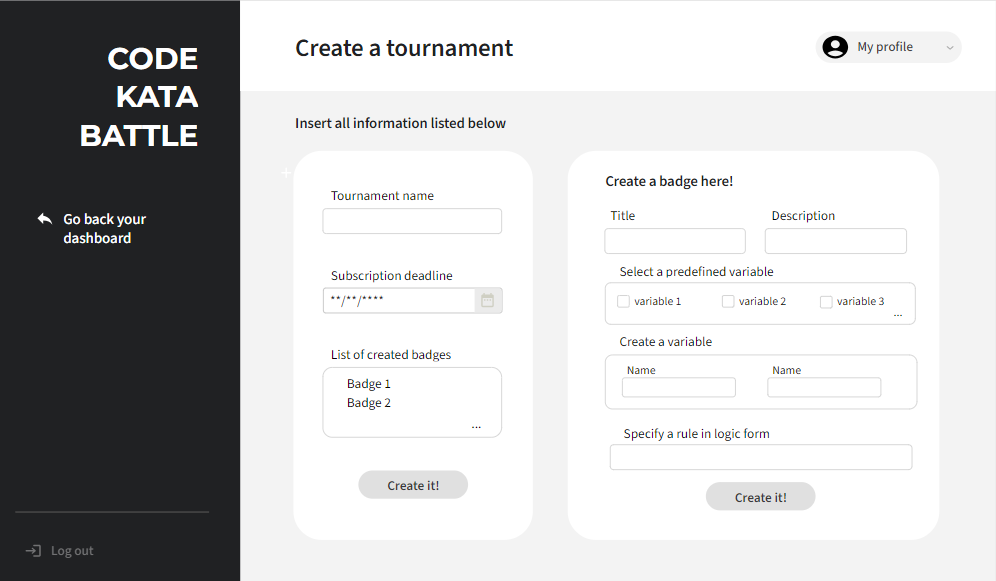 CODE
KATA
BATTLE
Go back your
dashboard
Log out
Create a tournament
My profile
Insert all information listed below
Tournament name
Subscription deadline
**/**/****
List of created badges
Badge 1
Badge 2
...
Create it!
Create a badge here!
Title Description
Select a predefined variable
variable 1 variable 2 variable 3
...
Create a variable
Name Name
Specify a rule in logic form
Create it!